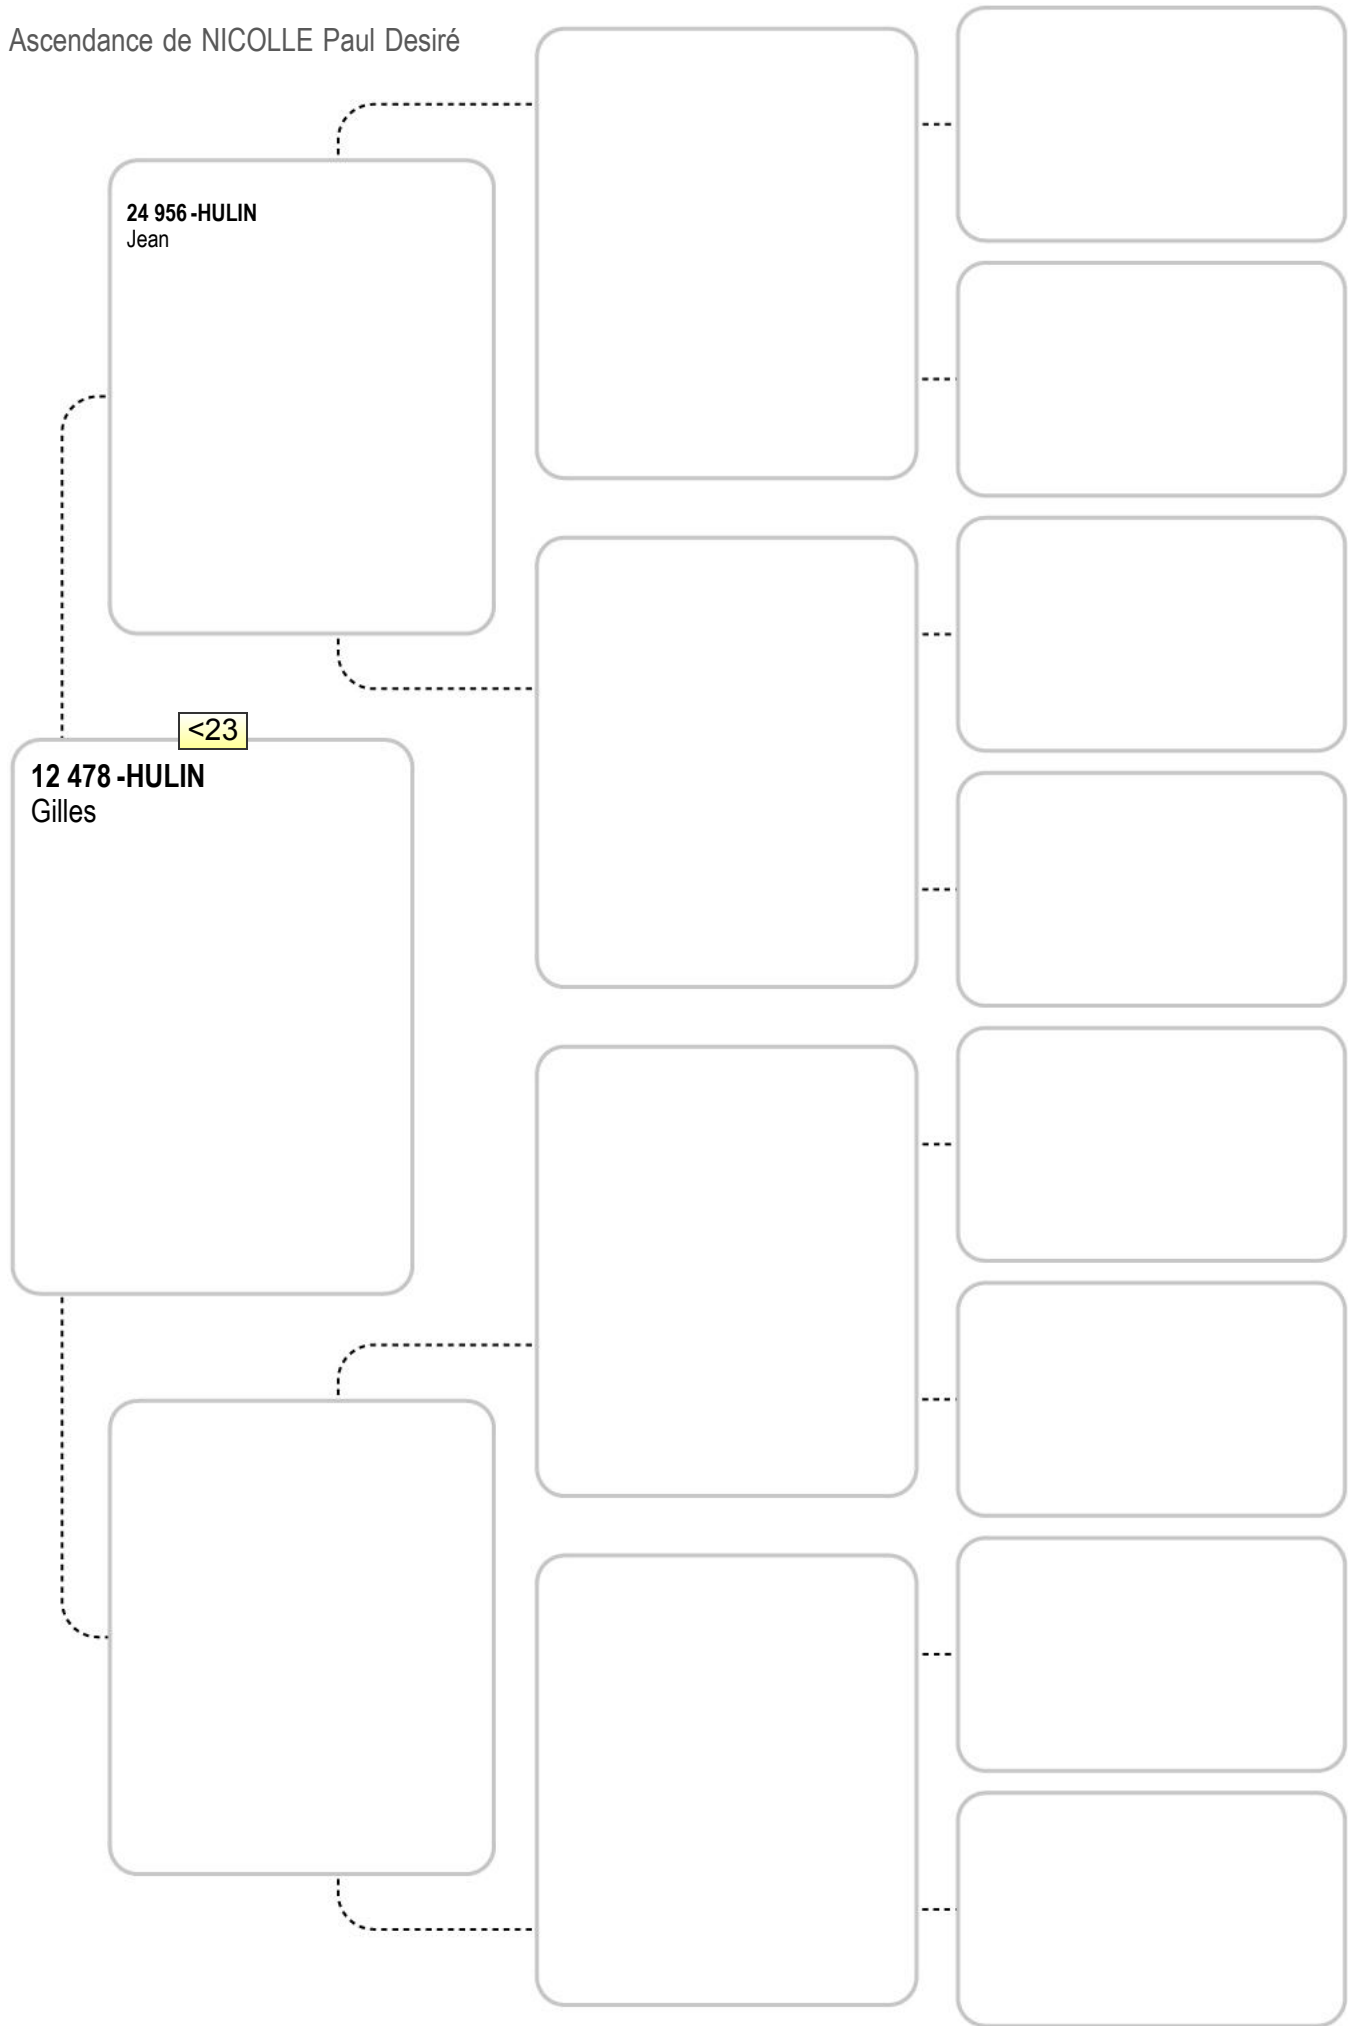 Ascendance de NICOLLE Paul Desiré
24 956 -HULIN
Jean
<23
12 478 -HULIN
Gilles